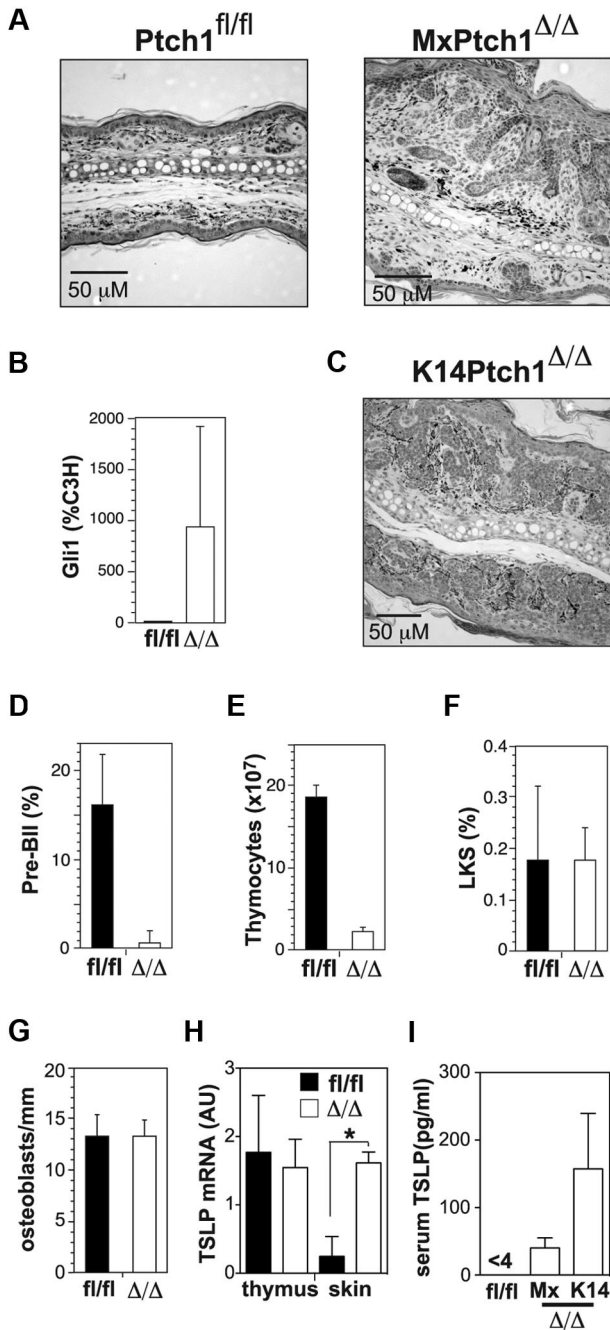 A
Ptch1fl/fl
MxPtch1Δ/Δ
50 μM
50 μM
B
Gli1 (%C3H)
2000
1500
1000
500
0
fl/fl Δ/Δ
C
K14Ptch1Δ/Δ
50 μM
D
Pre-BII (%)
20
10
0
fl/fl Δ/Δ
E
Thymocytes (x10⁷)
20
10
0
fl/fl Δ/Δ
F
LKS (%)
0.4
0.3
0.2
0.1
0
fl/fl Δ/Δ
G
osteoblasts/mm
20
15
10
5
0
fl/fl Δ/Δ
H
TSLP mRNA (AU)
3
2
1
0
fl/fl
Δ/Δ
*
thymus skin
I
serum TSLP(pg/ml)
300
200
100
0
<4
fl/fl Mx K14
Δ/Δ